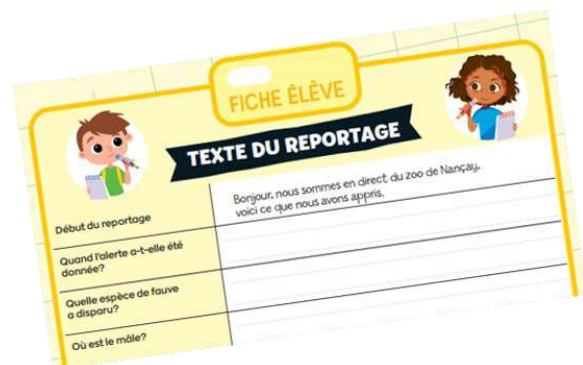 FICHE ÉLÈVE
TEXTE DU REPORTAGE
Début du reportage
Bonjour, nous sommes en direct du zoo de Nançay,
voici ce que nous avons appris.
Quand l'alerte a-t-elle été
donnée?
Quelle espèce de fauve
a disparu?
Où est le mâle?